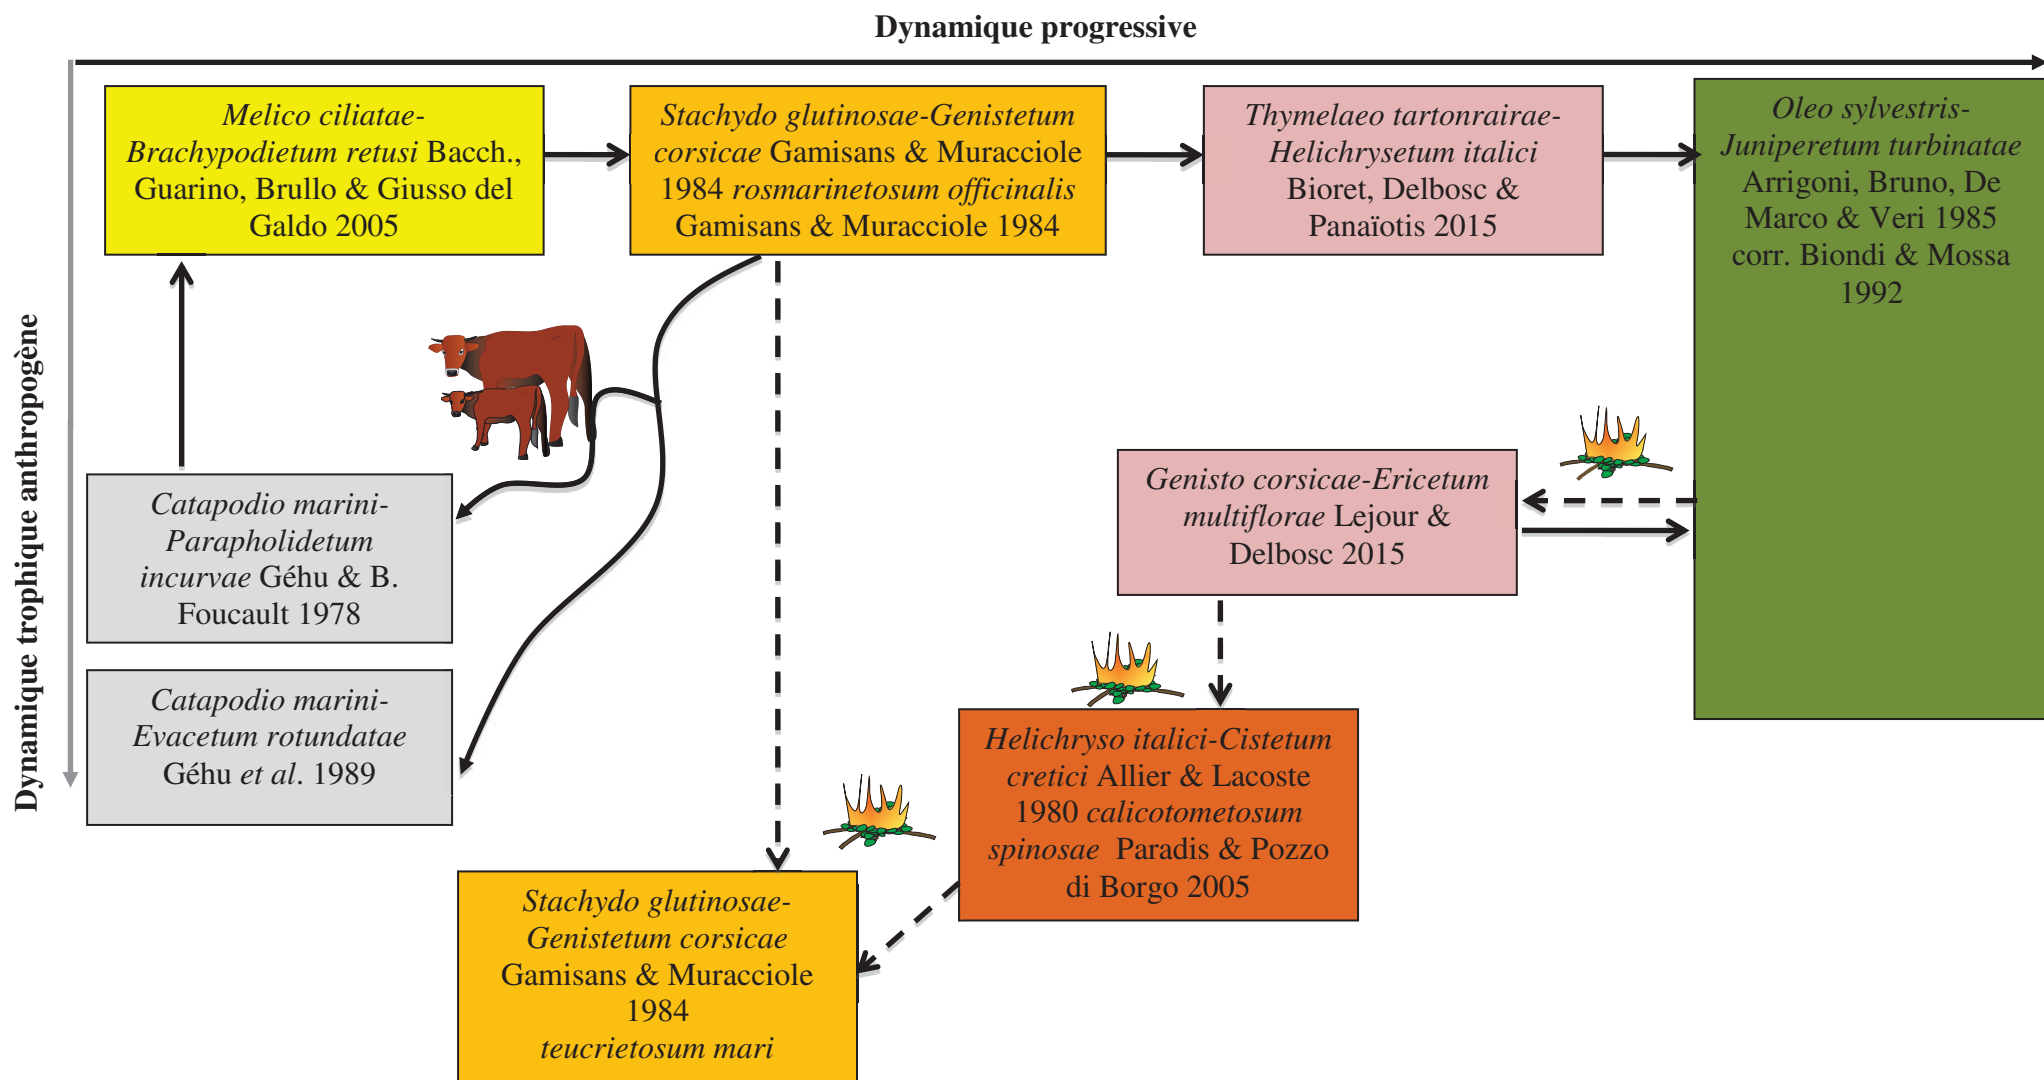 Dynamique progressive
Dynamique trophique anthropogène
Melico ciliatae-
Brachypodietum retusi Bacch.,
Guarino, Brullo & Giusso del
Galdo 2005
Stachydo glutinosae-Genistetum
corsicae Gamisans & Muracciole
1984 rosmarinetosum officinalis
Gamisans & Muracciole 1984
Thymelaeo tartonrairae-
Helichrysetum italici
Bioret, Delbosc &
Panaïotis 2015
Oleo sylvestris-
Juniperetum turbinatae
Arrigoni, Bruno, De
Marco & Veri 1985
corr. Biondi & Mossa
1992
Catapodio marini-
Parapholidetum
incurvae Géhu & B.
Foucault 1978
Genisto corsicae-Ericetum
multiflorae Lejour &
Delbosc 2015
Catapodio marini-
Evacetum rotundatae
Géhu et al. 1989
Helichryso italici-Cistetum
cretici Allier & Lacoste
1980 calicotometosum
spinosae Paradis & Pozzo
di Borgo 2005
Stachydo glutinosae-
Genistetum corsicae
Gamisans & Muracciole
1984
teucrietosum mari